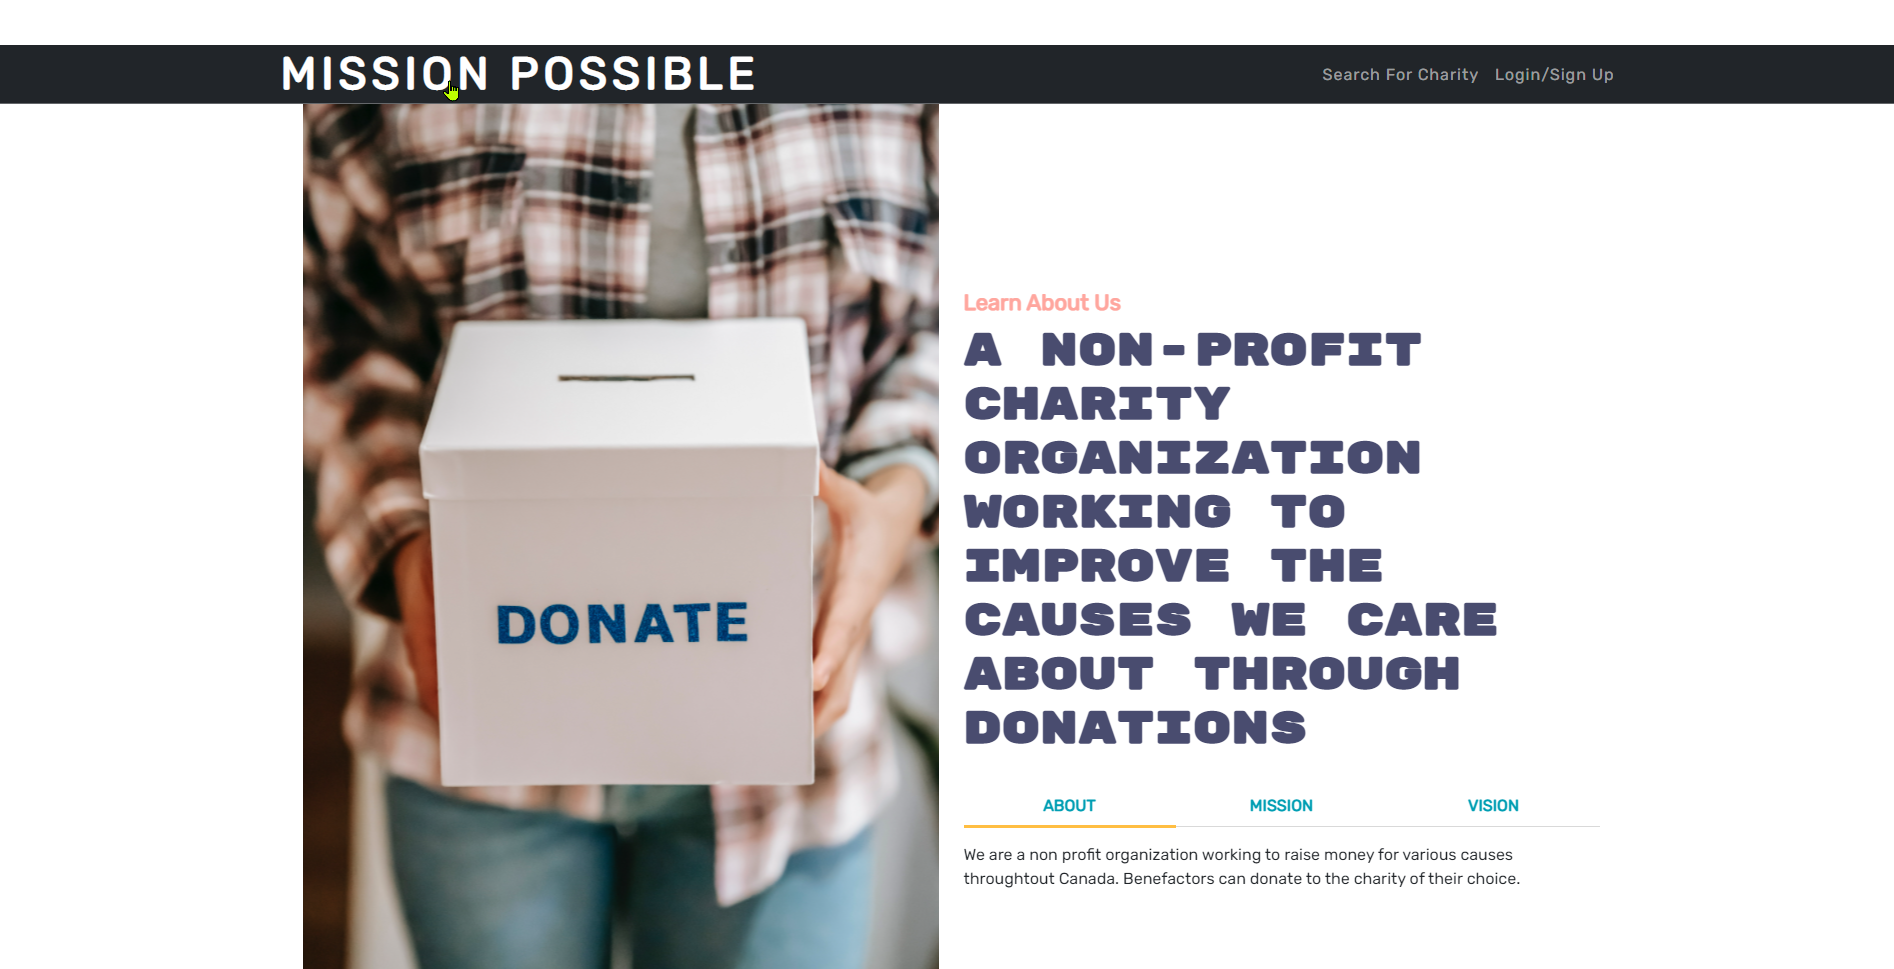 MISSION POSSIBLE
Search For Charity
Login/Sign Up
DONATE
Learn About Us
A NON-PROFIT
CHARITY
ORGANIZATION
WORKING TO
IMPROVE THE
CAUSES WE CARE
ABOUT THROUGH
DONATIONS
ABOUT
MISSION
VISION
We are a non profit organization working to raise money for various causes
throughtout Canada. Benefactors can donate to the charity of their choice.